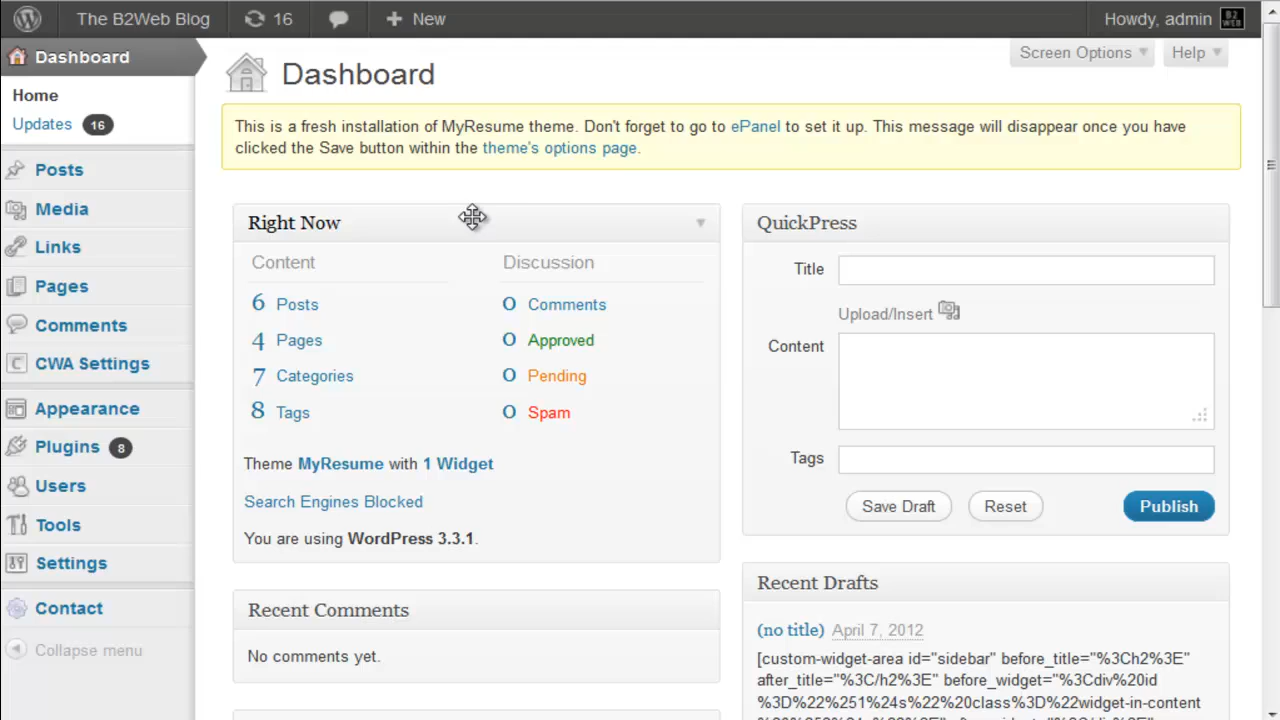 The B2Web Blog 16 New Howdy, admin B2 WEB
Dashboard
Home
Updates 16
Posts
Media
Links
Pages
Comments
CWA Settings
Appearance
Plugins 8
Users
Tools
Settings
Contact
Collapse menu
Screen Options Help
Dashboard
This is a fresh installation of MyResume theme. Don't forget to go to ePanel to set it up. This message will disappear once you have
clicked the Save button within the theme's options page.
Right Now
Content Discussion
6 Posts 0 Comments
4 Pages 0 Approved
7 Categories 0 Pending
8 Tags 0 Spam
Theme MyResume with 1 Widget
Search Engines Blocked
You are using WordPress 3.3.1.
Recent Comments
No comments yet.
QuickPress
Title
Upload/Insert
Content
Tags
Save Draft Reset Publish
Recent Drafts
(no title) April 7, 2012
[custom-widget-area id="sidebar" before_title="%3Ch2%3E"
after_title="%3C/h2%3E" before_widget="%3Cdiv%20id
%3D%22%251%24s%22%20class%3D%22widget-in-content